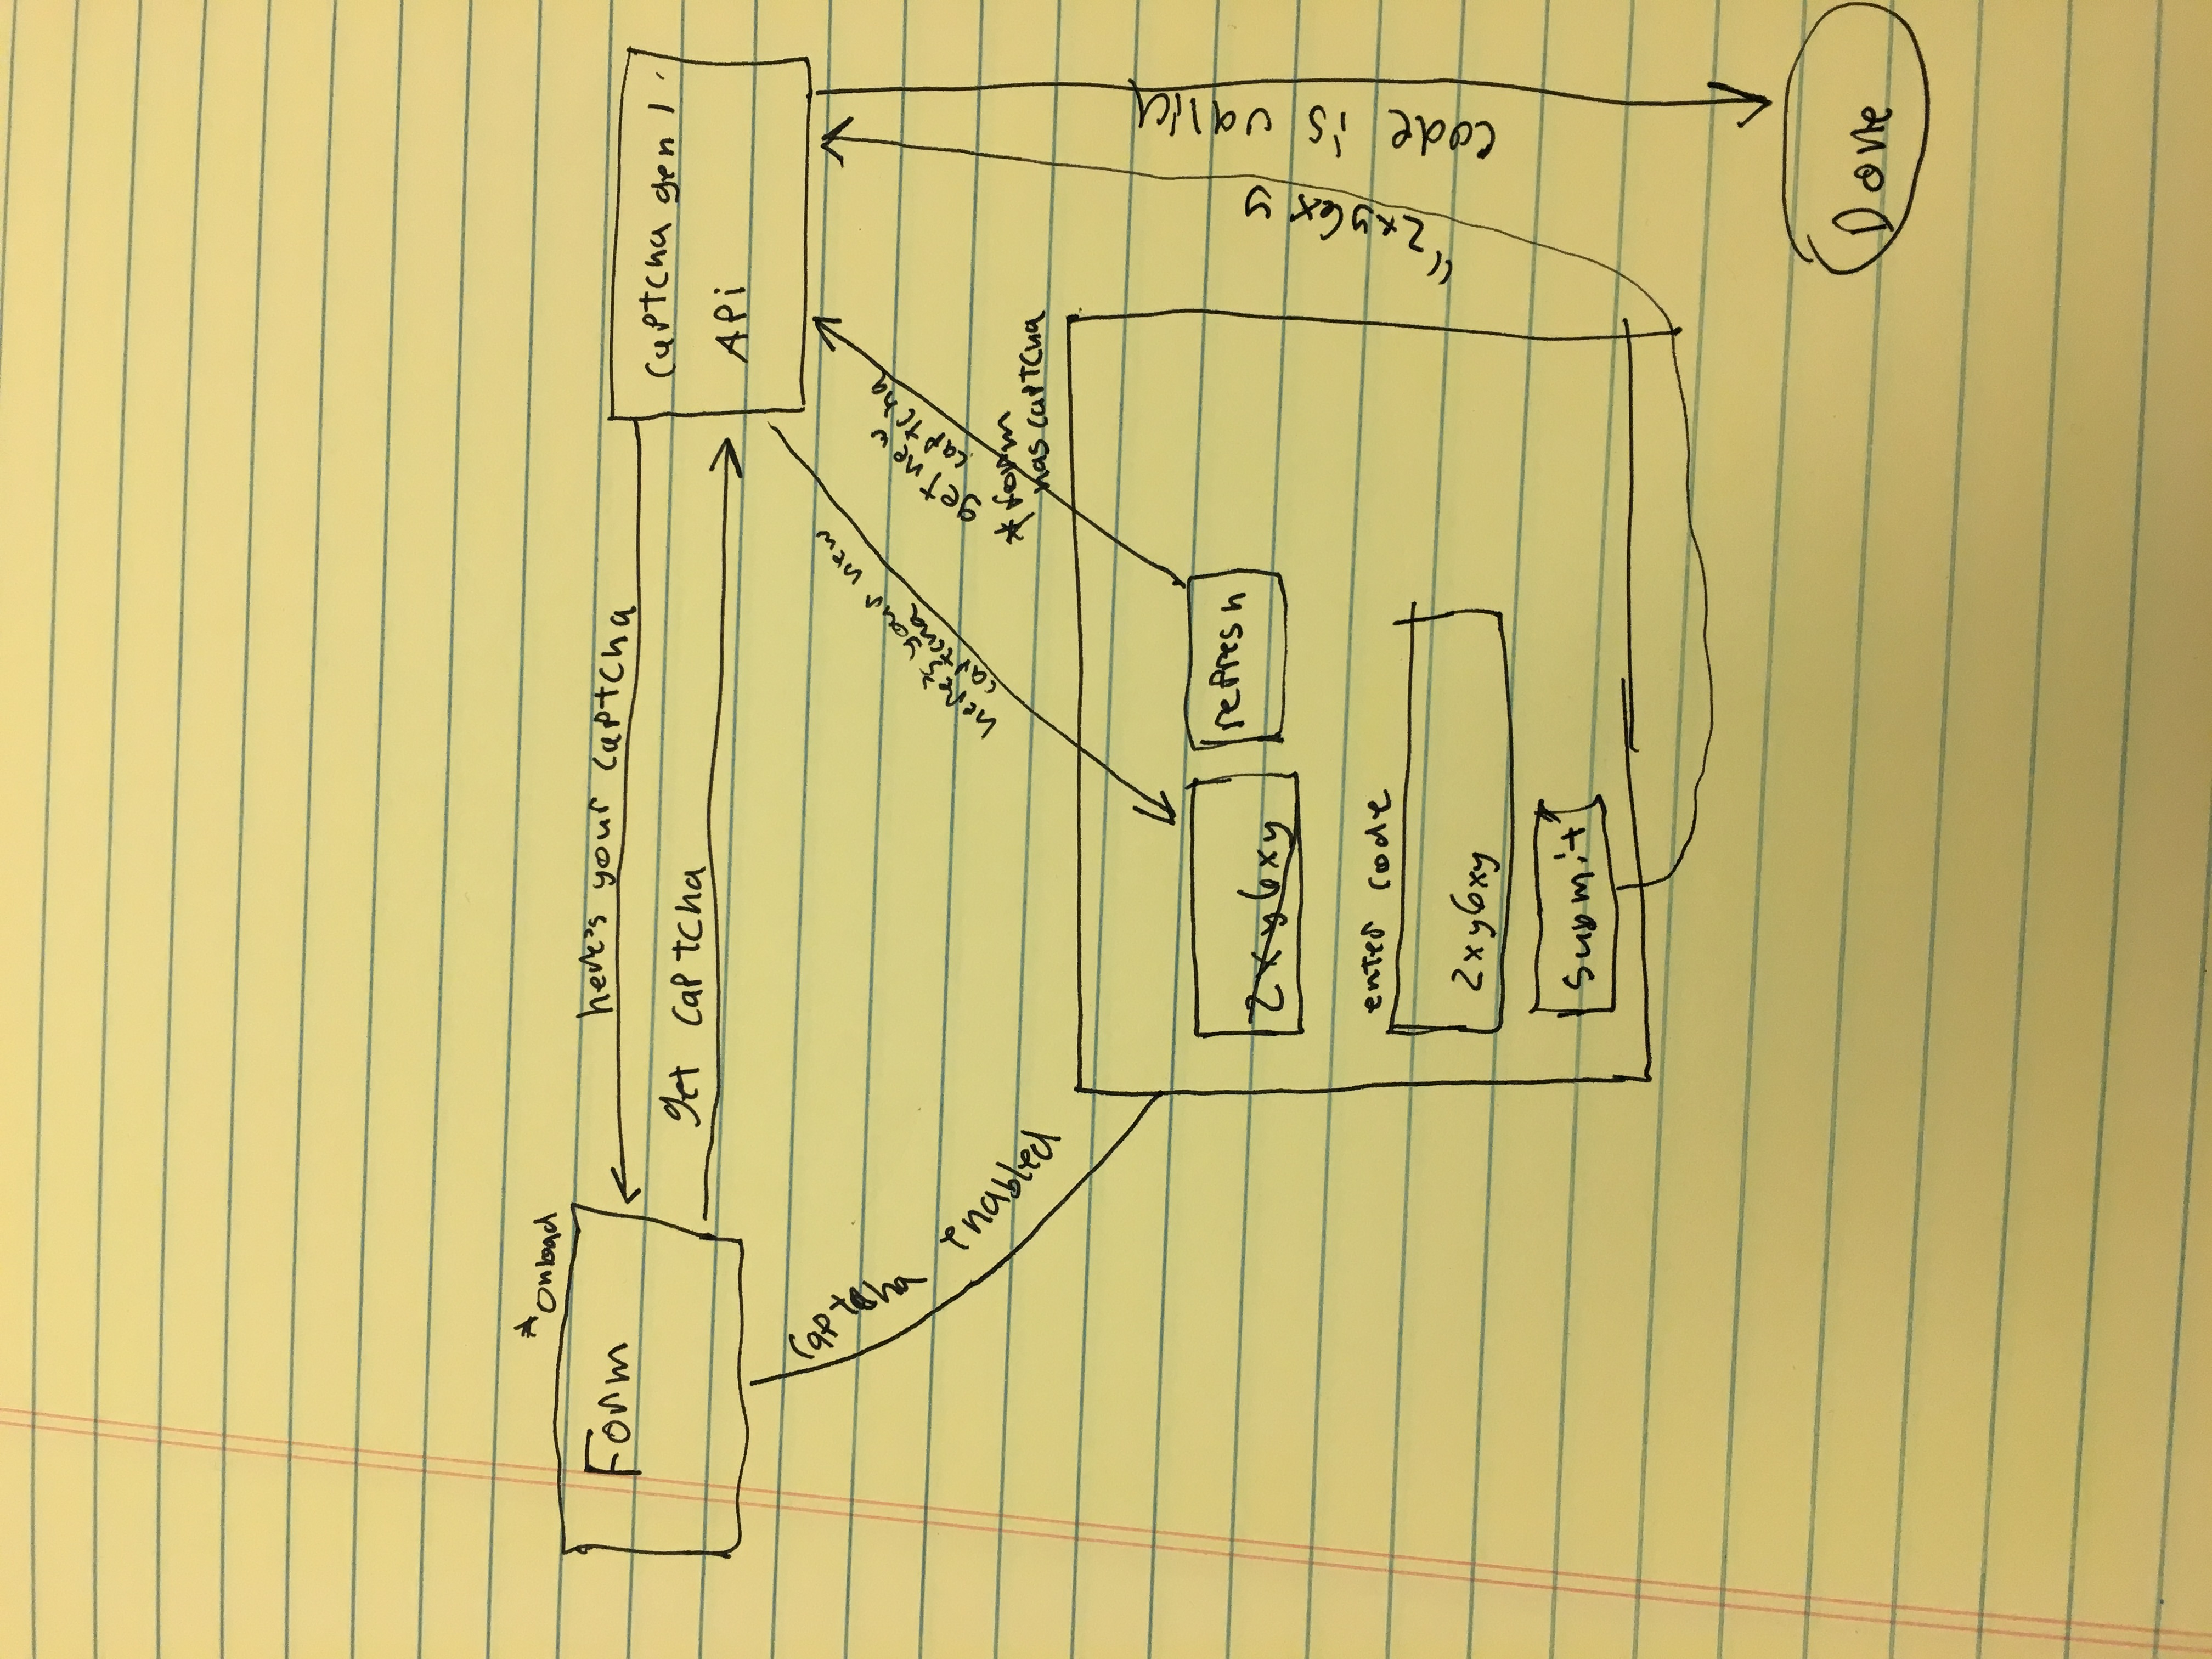 *onload
Form
here's your captcha
get captcha
captcha gen 1
API
captcha enabled
here's your new
captcha
get new
captcha
*form
has captcha
2xy6xy
refresh
enter code
2xy6xy
submit
"2xy6xy
code is valid
Done